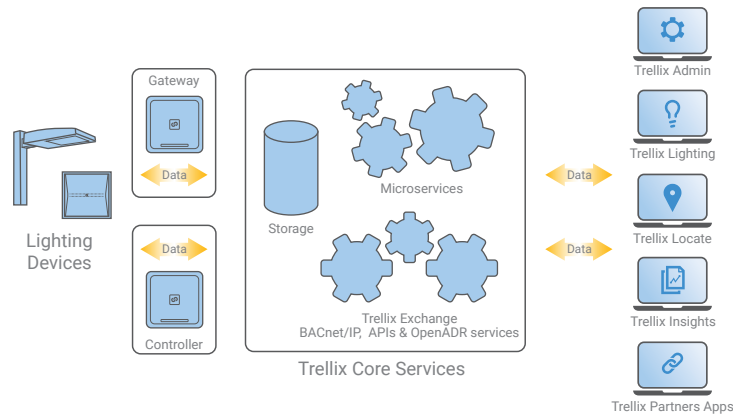 Lighting
Devices
Gateway
Data
Data
Controller
Storage
Microservices
Trellix Exchange
BACnet/IP, APIs & OpenADR services
Trellix Core Services
Data
Data
Trellix Admin
Trellix Lighting
Trellix Locate
Trellix Insights
Trellix Partners Apps